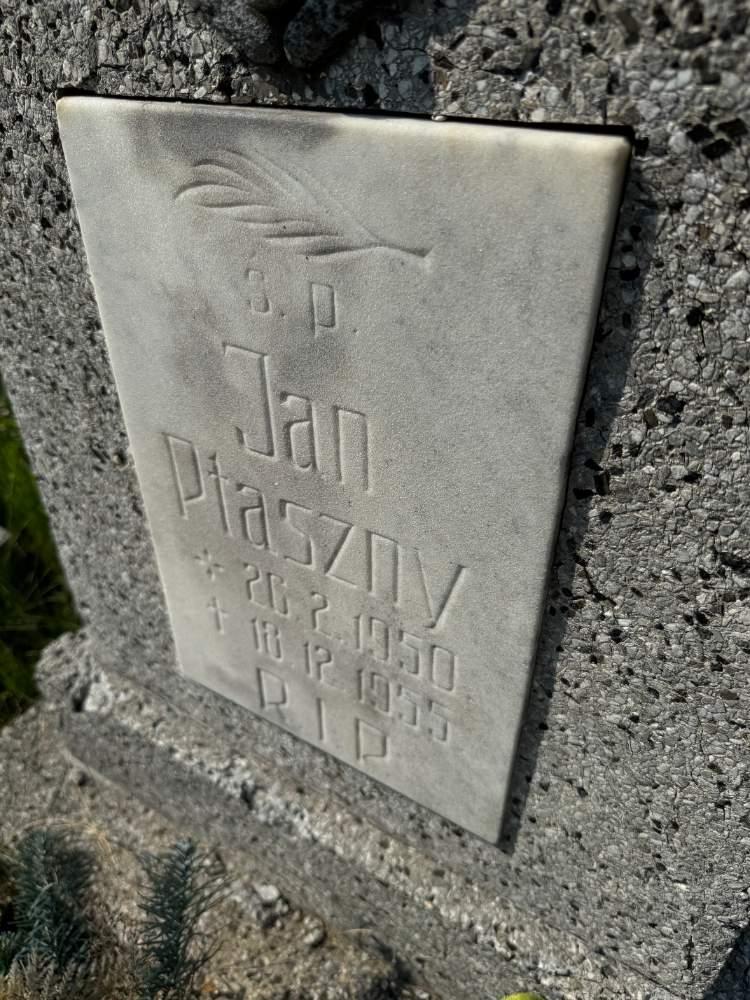 ś. p.
Jan
Ptaszny
* 26. 2. 1950
+ 18. 12. 1955
R I P